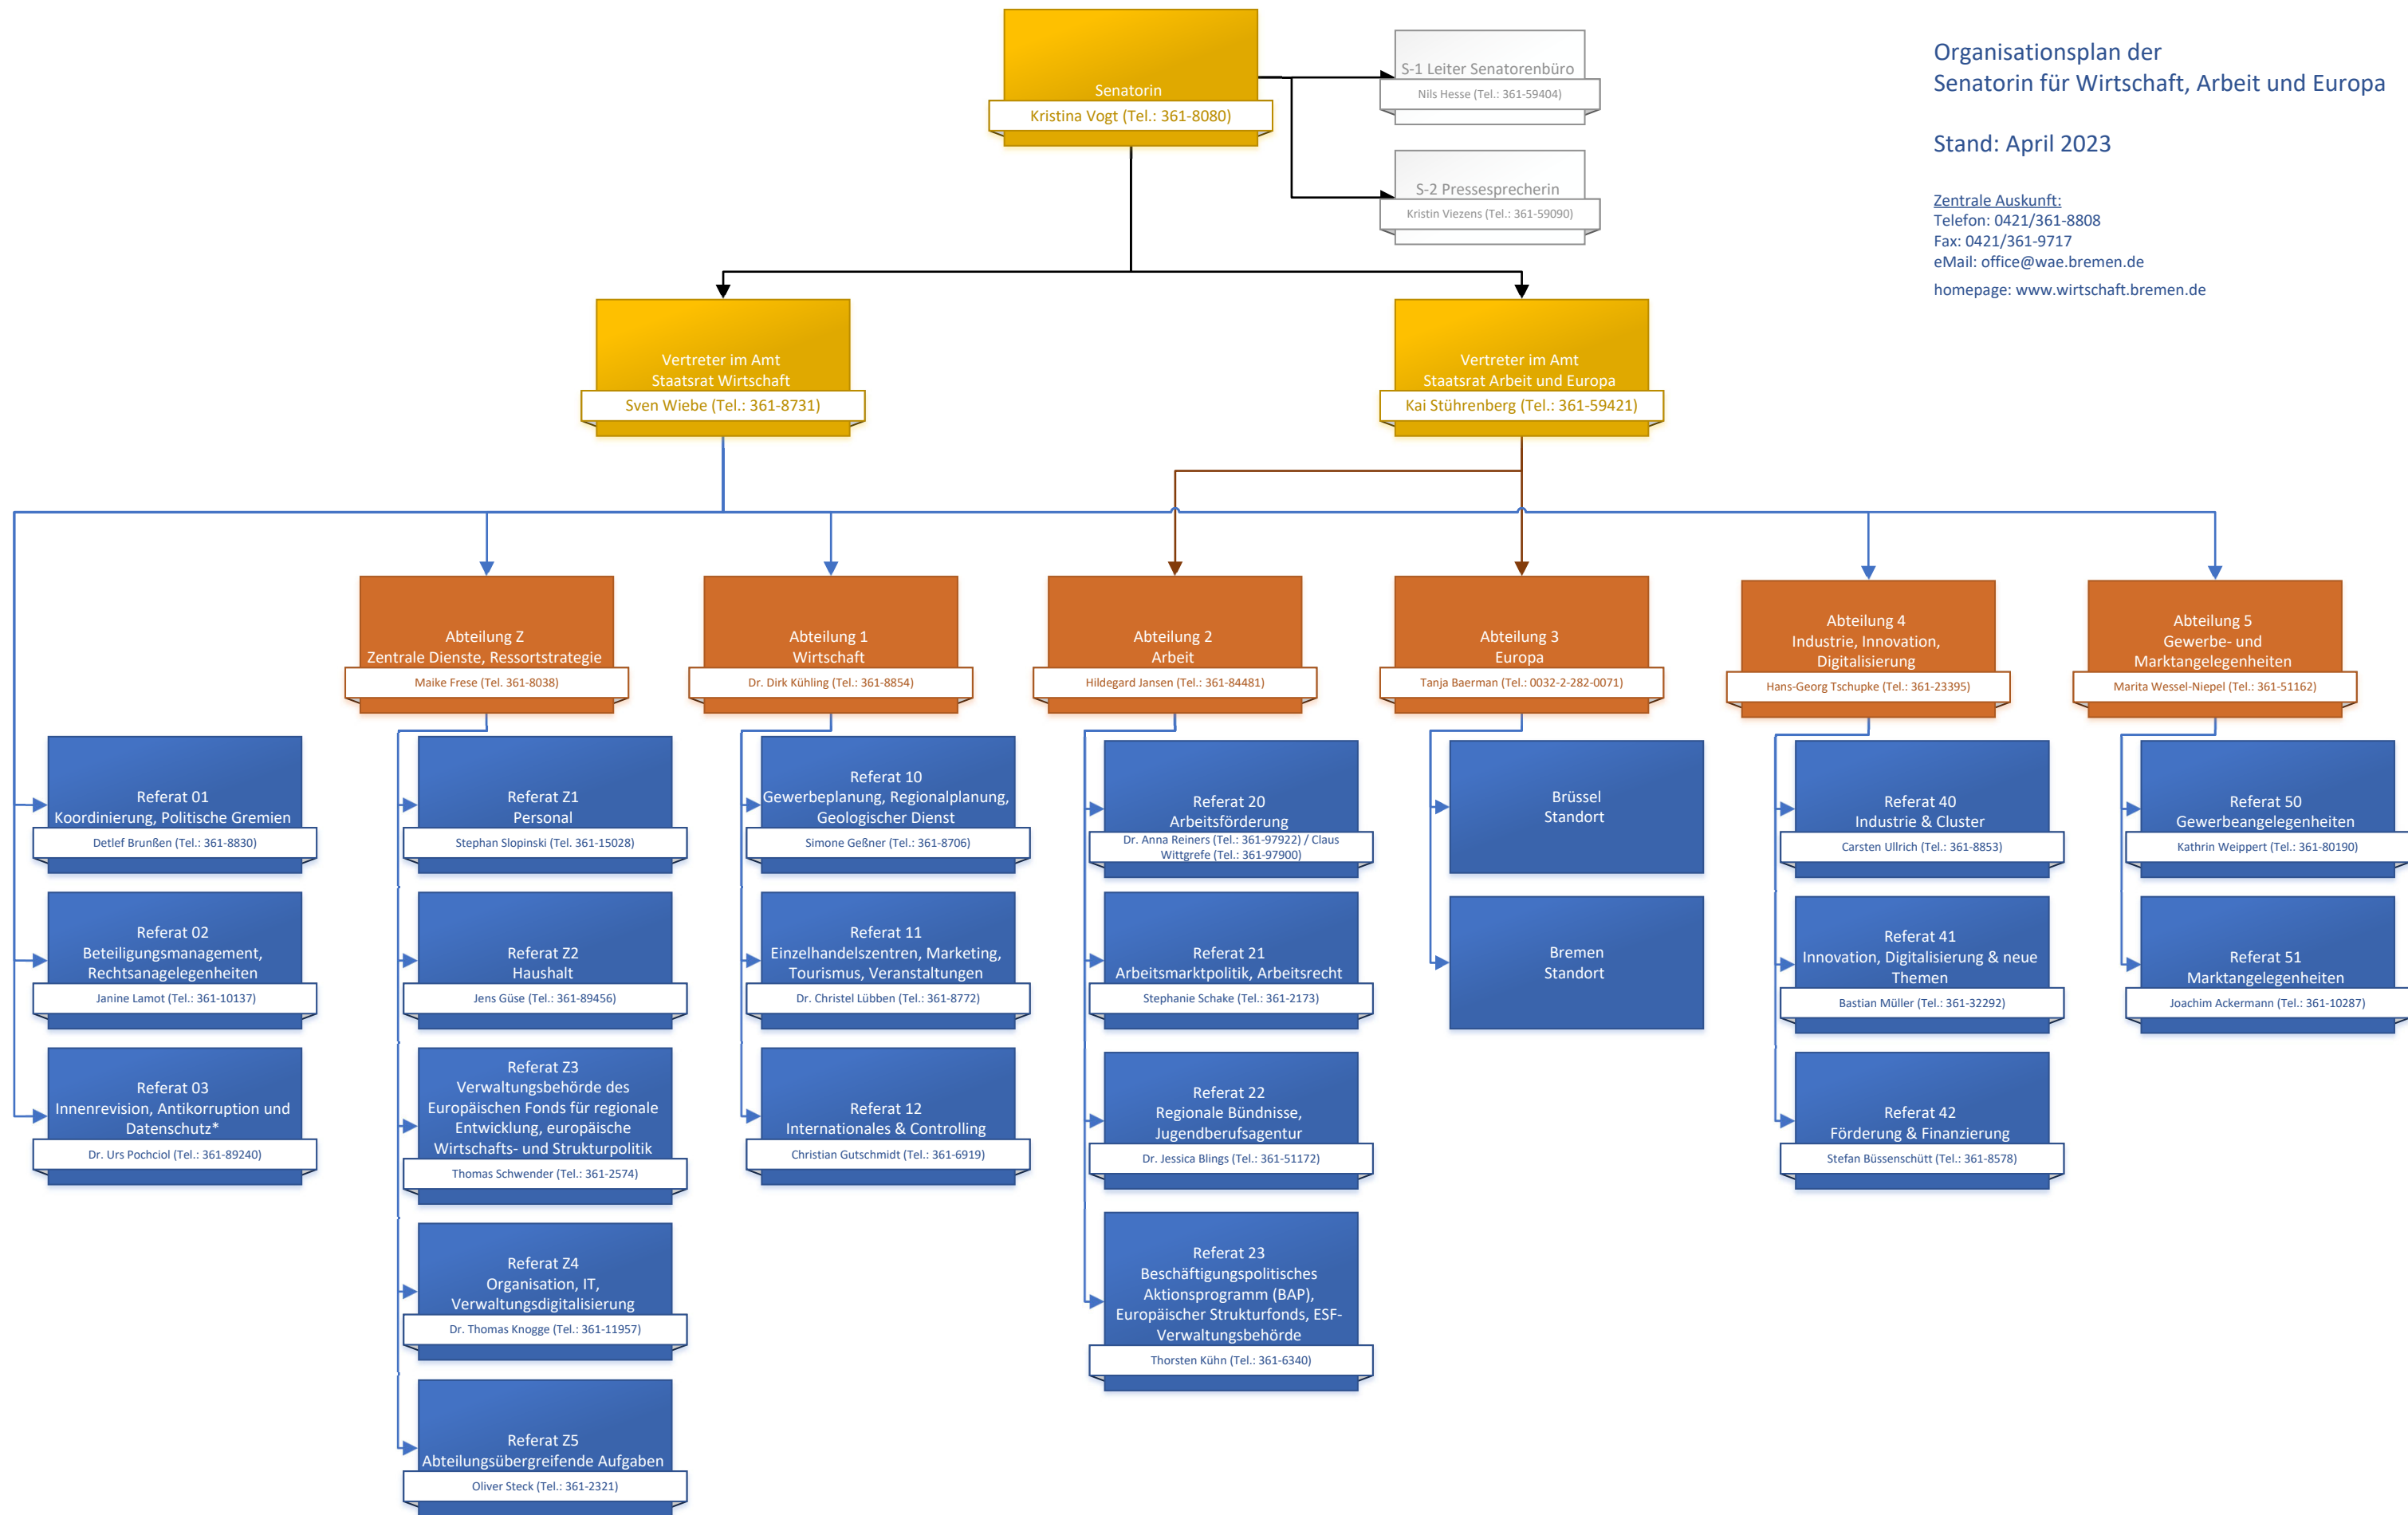 Organisationsplan der
Senatorin für Wirtschaft, Arbeit und Europa
Stand: April 2023
Zentrale Auskunft:
Telefon: 0421/361-8808
Fax: 0421/361-9717
eMail: office@wae.bremen.de
homepage: www.wirtschaft.bremen.de
Senatorin
Kristina Vogt (Tel.: 361-8080)
S-1 Leiter Senatorenbüro
Nils Hesse (Tel.: 361-59404)
S-2 Pressesprecherin
Kristin Viezens (Tel.: 361-59090)
Vertreter im Amt
Staatsrat Wirtschaft
Sven Wiebe (Tel.: 361-8731)
Vertreter im Amt
Staatsrat Arbeit und Europa
Kai Stührenberg (Tel.: 361-59421)
Referat 01
Koordinierung, Politische Gremien
Detlef Brunßen (Tel.: 361-8830)
Referat 02
Beteiligungsmanagement,
Rechtsanagelegenheiten
Janine Lamot (Tel.: 361-10137)
Referat 03
Innenrevision, Antikorruption und
Datenschutz*
Dr. Urs Pochciol (Tel.: 361-89240)
Abteilung Z
Zentrale Dienste, Ressortstrategie
Maike Frese (Tel. 361-8038)
Referat Z1
Personal
Stephan Slopinski (Tel. 361-15028)
Referat Z2
Haushalt
Jens Güse (Tel.: 361-89456)
Referat Z3
Verwaltungsbehörde des
Europäischen Fonds für regionale
Entwicklung, europäische
Wirtschafts- und Strukturpolitik
Thomas Schwender (Tel.: 361-2574)
Referat Z4
Organisation, IT,
Verwaltungsdigitalisierung
Dr. Thomas Knogge (Tel.: 361-11957)
Referat Z5
Abteilungsübergreifende Aufgaben
Oliver Steck (Tel.: 361-2321)
Abteilung 1
Wirtschaft
Dr. Dirk Kühling (Tel.: 361-8854)
Referat 10
Gewerbeplanung, Regionalplanung,
Geologischer Dienst
Simone Geßner (Tel.: 361-8706)
Referat 11
Einzelhandelszentren, Marketing,
Tourismus, Veranstaltungen
Dr. Christel Lübben (Tel.: 361-8772)
Referat 12
Internationales & Controlling
Christian Gutschmidt (Tel.: 361-6919)
Abteilung 2
Arbeit
Hildegard Jansen (Tel.: 361-84481)
Referat 20
Arbeitsförderung
Dr. Anna Reiners (Tel.: 361-97922) / Claus
Wittgrefe (Tel.: 361-97900)
Referat 21
Arbeitsmarktpolitik, Arbeitsrecht
Stephanie Schake (Tel.: 361-2173)
Referat 22
Regionale Bündnisse,
Jugendberufsagentur
Dr. Jessica Blings (Tel.: 361-51172)
Referat 23
Beschäftigungspolitisches
Aktionsprogramm (BAP),
Europäischer Strukturfonds, ESF-
Verwaltungsbehörde
Thorsten Kühn (Tel.: 361-6340)
Abteilung 3
Europa
Tanja Baerman (Tel.: 0032-2-282-0071)
Brüssel
Standort
Bremen
Standort
Abteilung 4
Industrie, Innovation,
Digitalisierung
Hans-Georg Tschupke (Tel.: 361-23395)
Referat 40
Industrie & Cluster
Carsten Ullrich (Tel.: 361-8853)
Referat 41
Innovation, Digitalisierung & neue
Themen
Bastian Müller (Tel.: 361-32292)
Referat 42
Förderung & Finanzierung
Stefan Büssenschütt (Tel.: 361-8578)
Abteilung 5
Gewerbe- und
Marktangelegenheiten
Marita Wessel-Niepel (Tel.: 361-51162)
Referat 50
Gewerbeangelegenheiten
Kathrin Weippert (Tel.: 361-80190)
Referat 51
Marktangelegenheiten
Joachim Ackermann (Tel.: 361-10287)